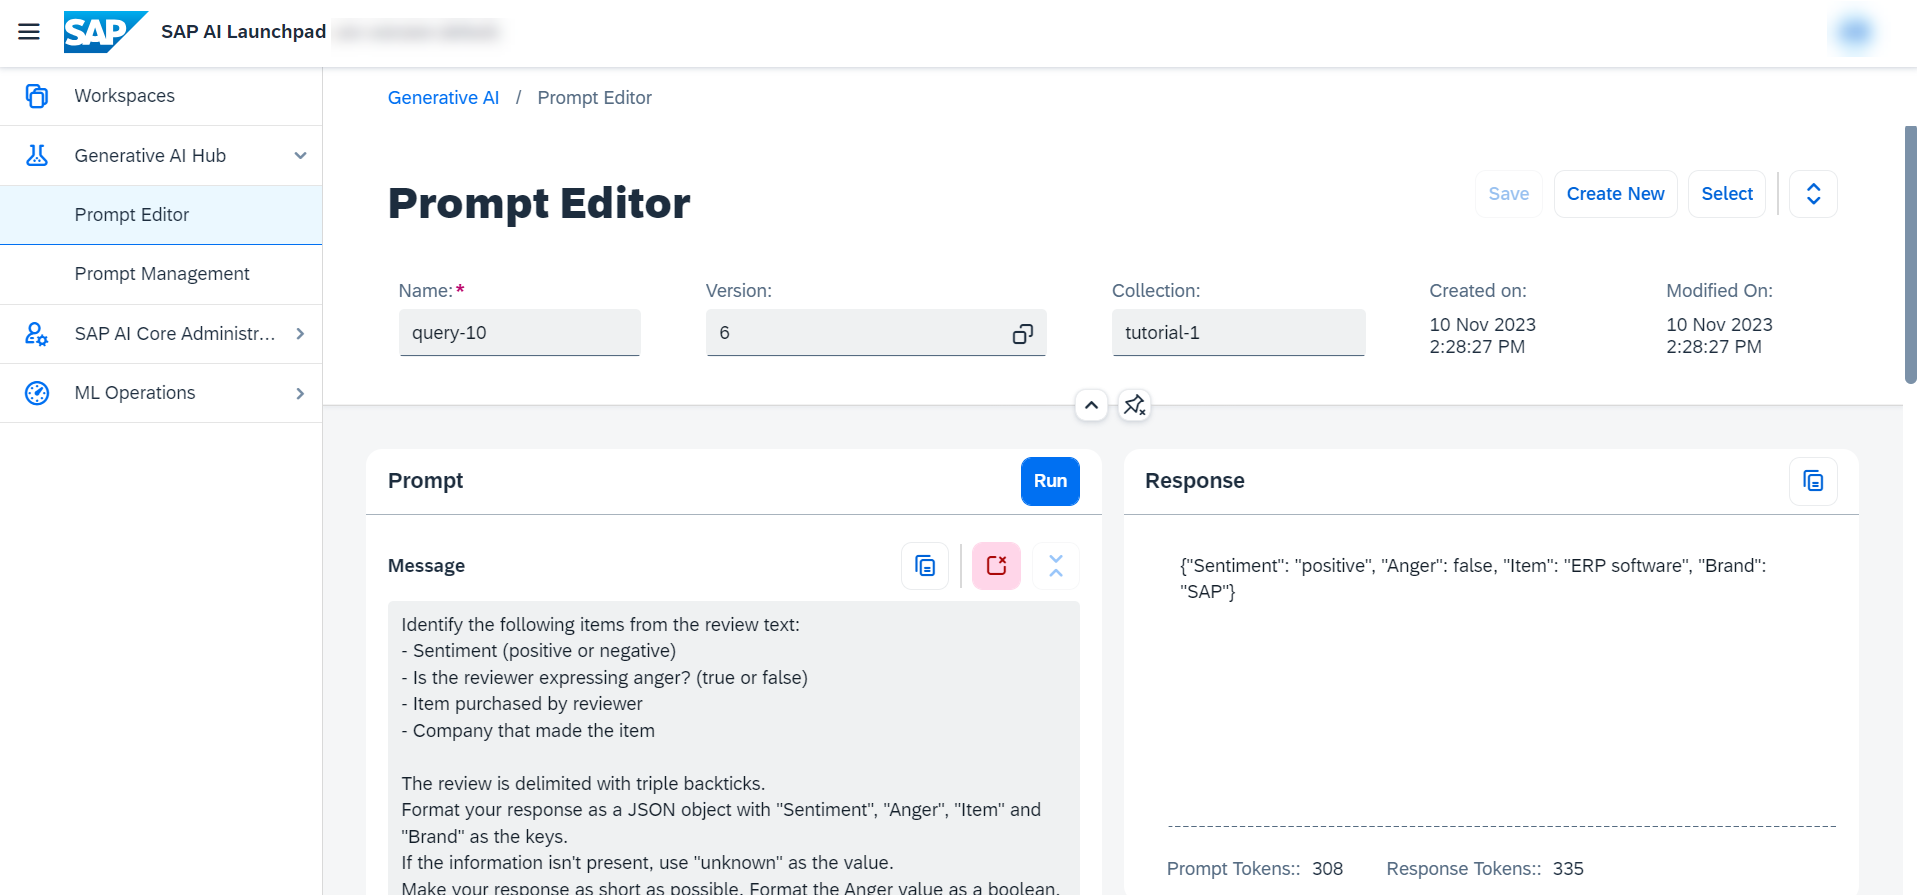 SAP
SAP AI Launchpad
Workspaces
Generative AI Hub
Prompt Editor
Prompt Management
SAP AI Core Administr...
ML Operations
Generative AI / Prompt Editor
Prompt Editor
Save
Create New
Select
Name:*
query-10
Version:
6
Collection:
tutorial-1
Created on:
10 Nov 2023
2:28:27 PM
Modified On:
10 Nov 2023
2:28:27 PM
Prompt
Run
Message
Identify the following items from the review text:
- Sentiment (positive or negative)
- Is the reviewer expressing anger? (true or false)
- Item purchased by reviewer
- Company that made the item
The review is delimited with triple backticks.
Format your response as a JSON object with "Sentiment", "Anger", "Item" and
"Brand" as the keys.
If the information isn't present, use "unknown" as the value.
Make your response as short as possible. Format the Anger value as a boolean.
Response
{"Sentiment": "positive", "Anger": false, "Item": "ERP software", "Brand":
"SAP"}
Prompt Tokens:: 308 Response Tokens:: 335